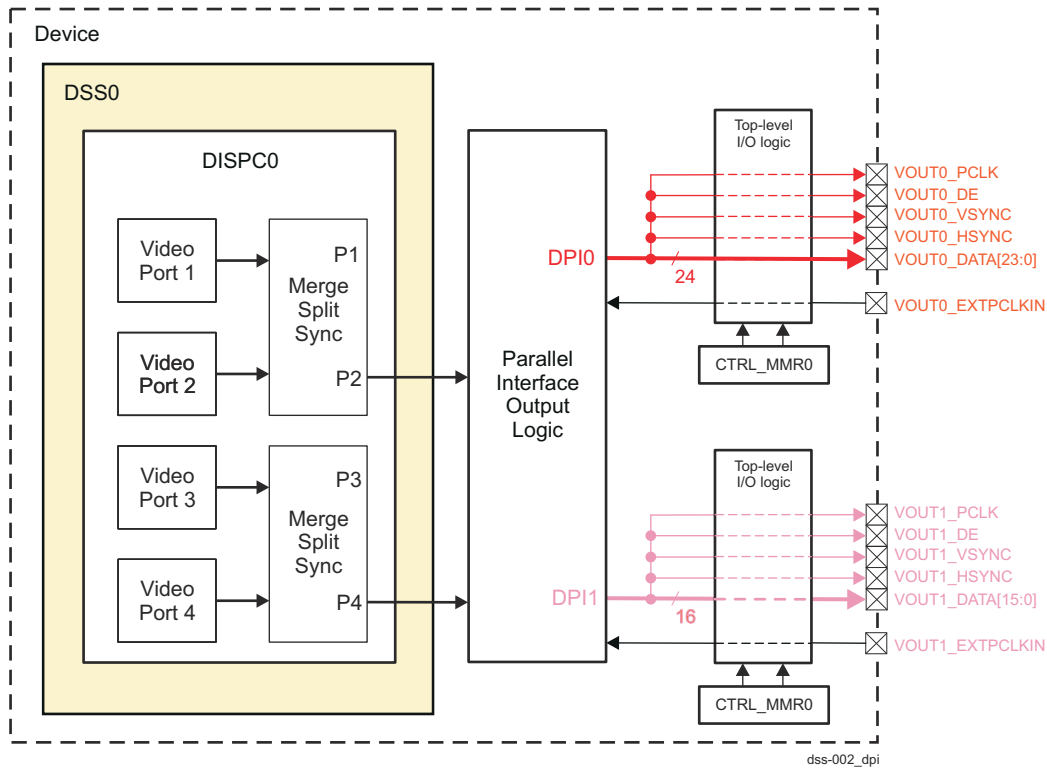 Device
DSS0
DISPC0
Video
Port 1
Video
Port 2
P1
Merge
Split
Sync
P2
Video
Port 3
Video
Port 4
P3
Merge
Split
Sync
P4
Parallel
Interface
Output
Logic
DPI0
24
Top-level
I/O logic
CTRL_MMR0
VOUT0_PCLK
VOUT0_DE
VOUT0_VSYNC
VOUT0_HSYNC
VOUT0_DATA[23:0]
VOUT0_EXTPCLKIN
DPI1
16
Top-level
I/O logic
CTRL_MMR0
VOUT1_PCLK
VOUT1_DE
VOUT1_VSYNC
VOUT1_HSYNC
VOUT1_DATA[15:0]
VOUT1_EXTPCLKIN
dss-002_dpi